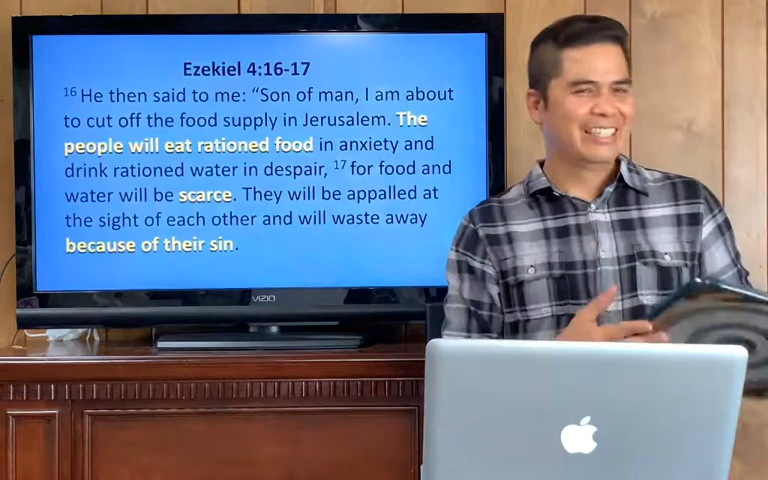 Ezekiel 4:16-17
16 He then said to me: “Son of man, I am about
to cut off the food supply in Jerusalem. The
people will eat rationed food in anxiety and
drink rationed water in despair, 17 for food and
water will be scarce. They will be appalled at
the sight of each other and will waste away
because of their sin.
VIZIO